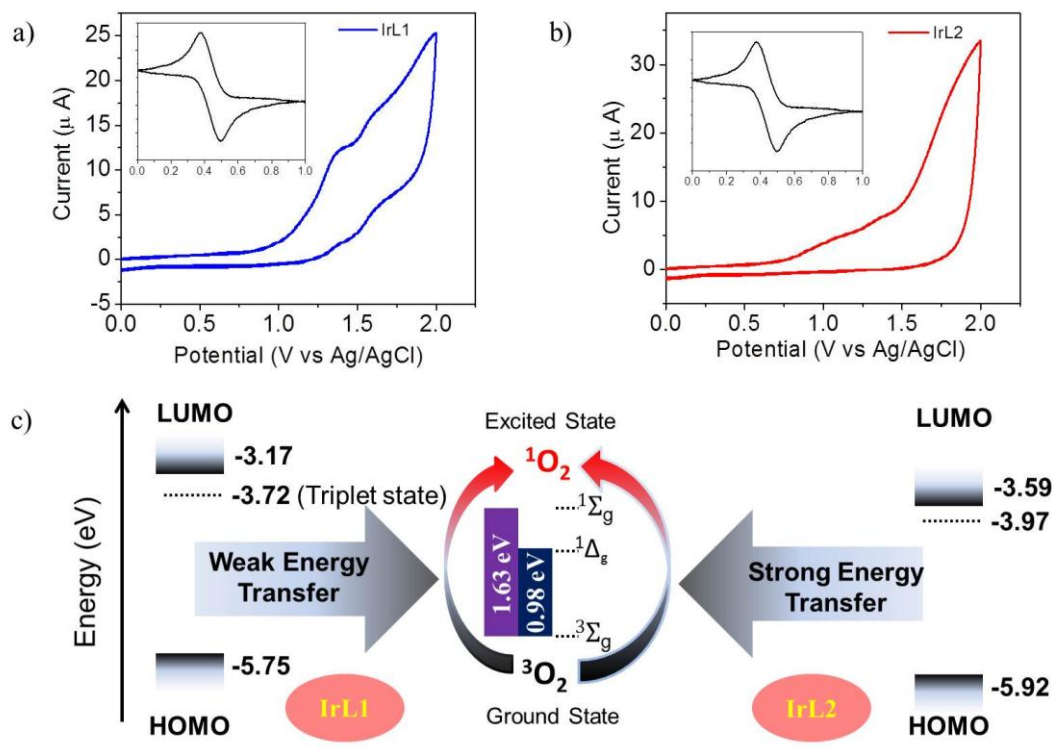 a)
IrL1
25
20
15
10
5
0
-5
Current (μ A)
0.0 0.5 1.0 1.5 2.0
Potential (V vs Ag/AgCl)
0.0 0.2 0.4 0.6 0.8 1.0
b)
IrL2
30
20
10
0
Current (μ A)
0.0 0.5 1.0 1.5 2.0
Potential (V vs Ag/AgCl)
0.0 0.2 0.4 0.6 0.8 1.0
c)
Energy (eV)
LUMO
-3.17
-3.72 (Triplet state)
Weak Energy
Transfer
-5.75
HOMO
IrL1
Excited State
¹O₂
¹Σg
¹Δg
³Σg
1.63 eV
0.98 eV
³O₂
Ground State
LUMO
-3.59
-3.97
Strong Energy
Transfer
-5.92
HOMO
IrL2